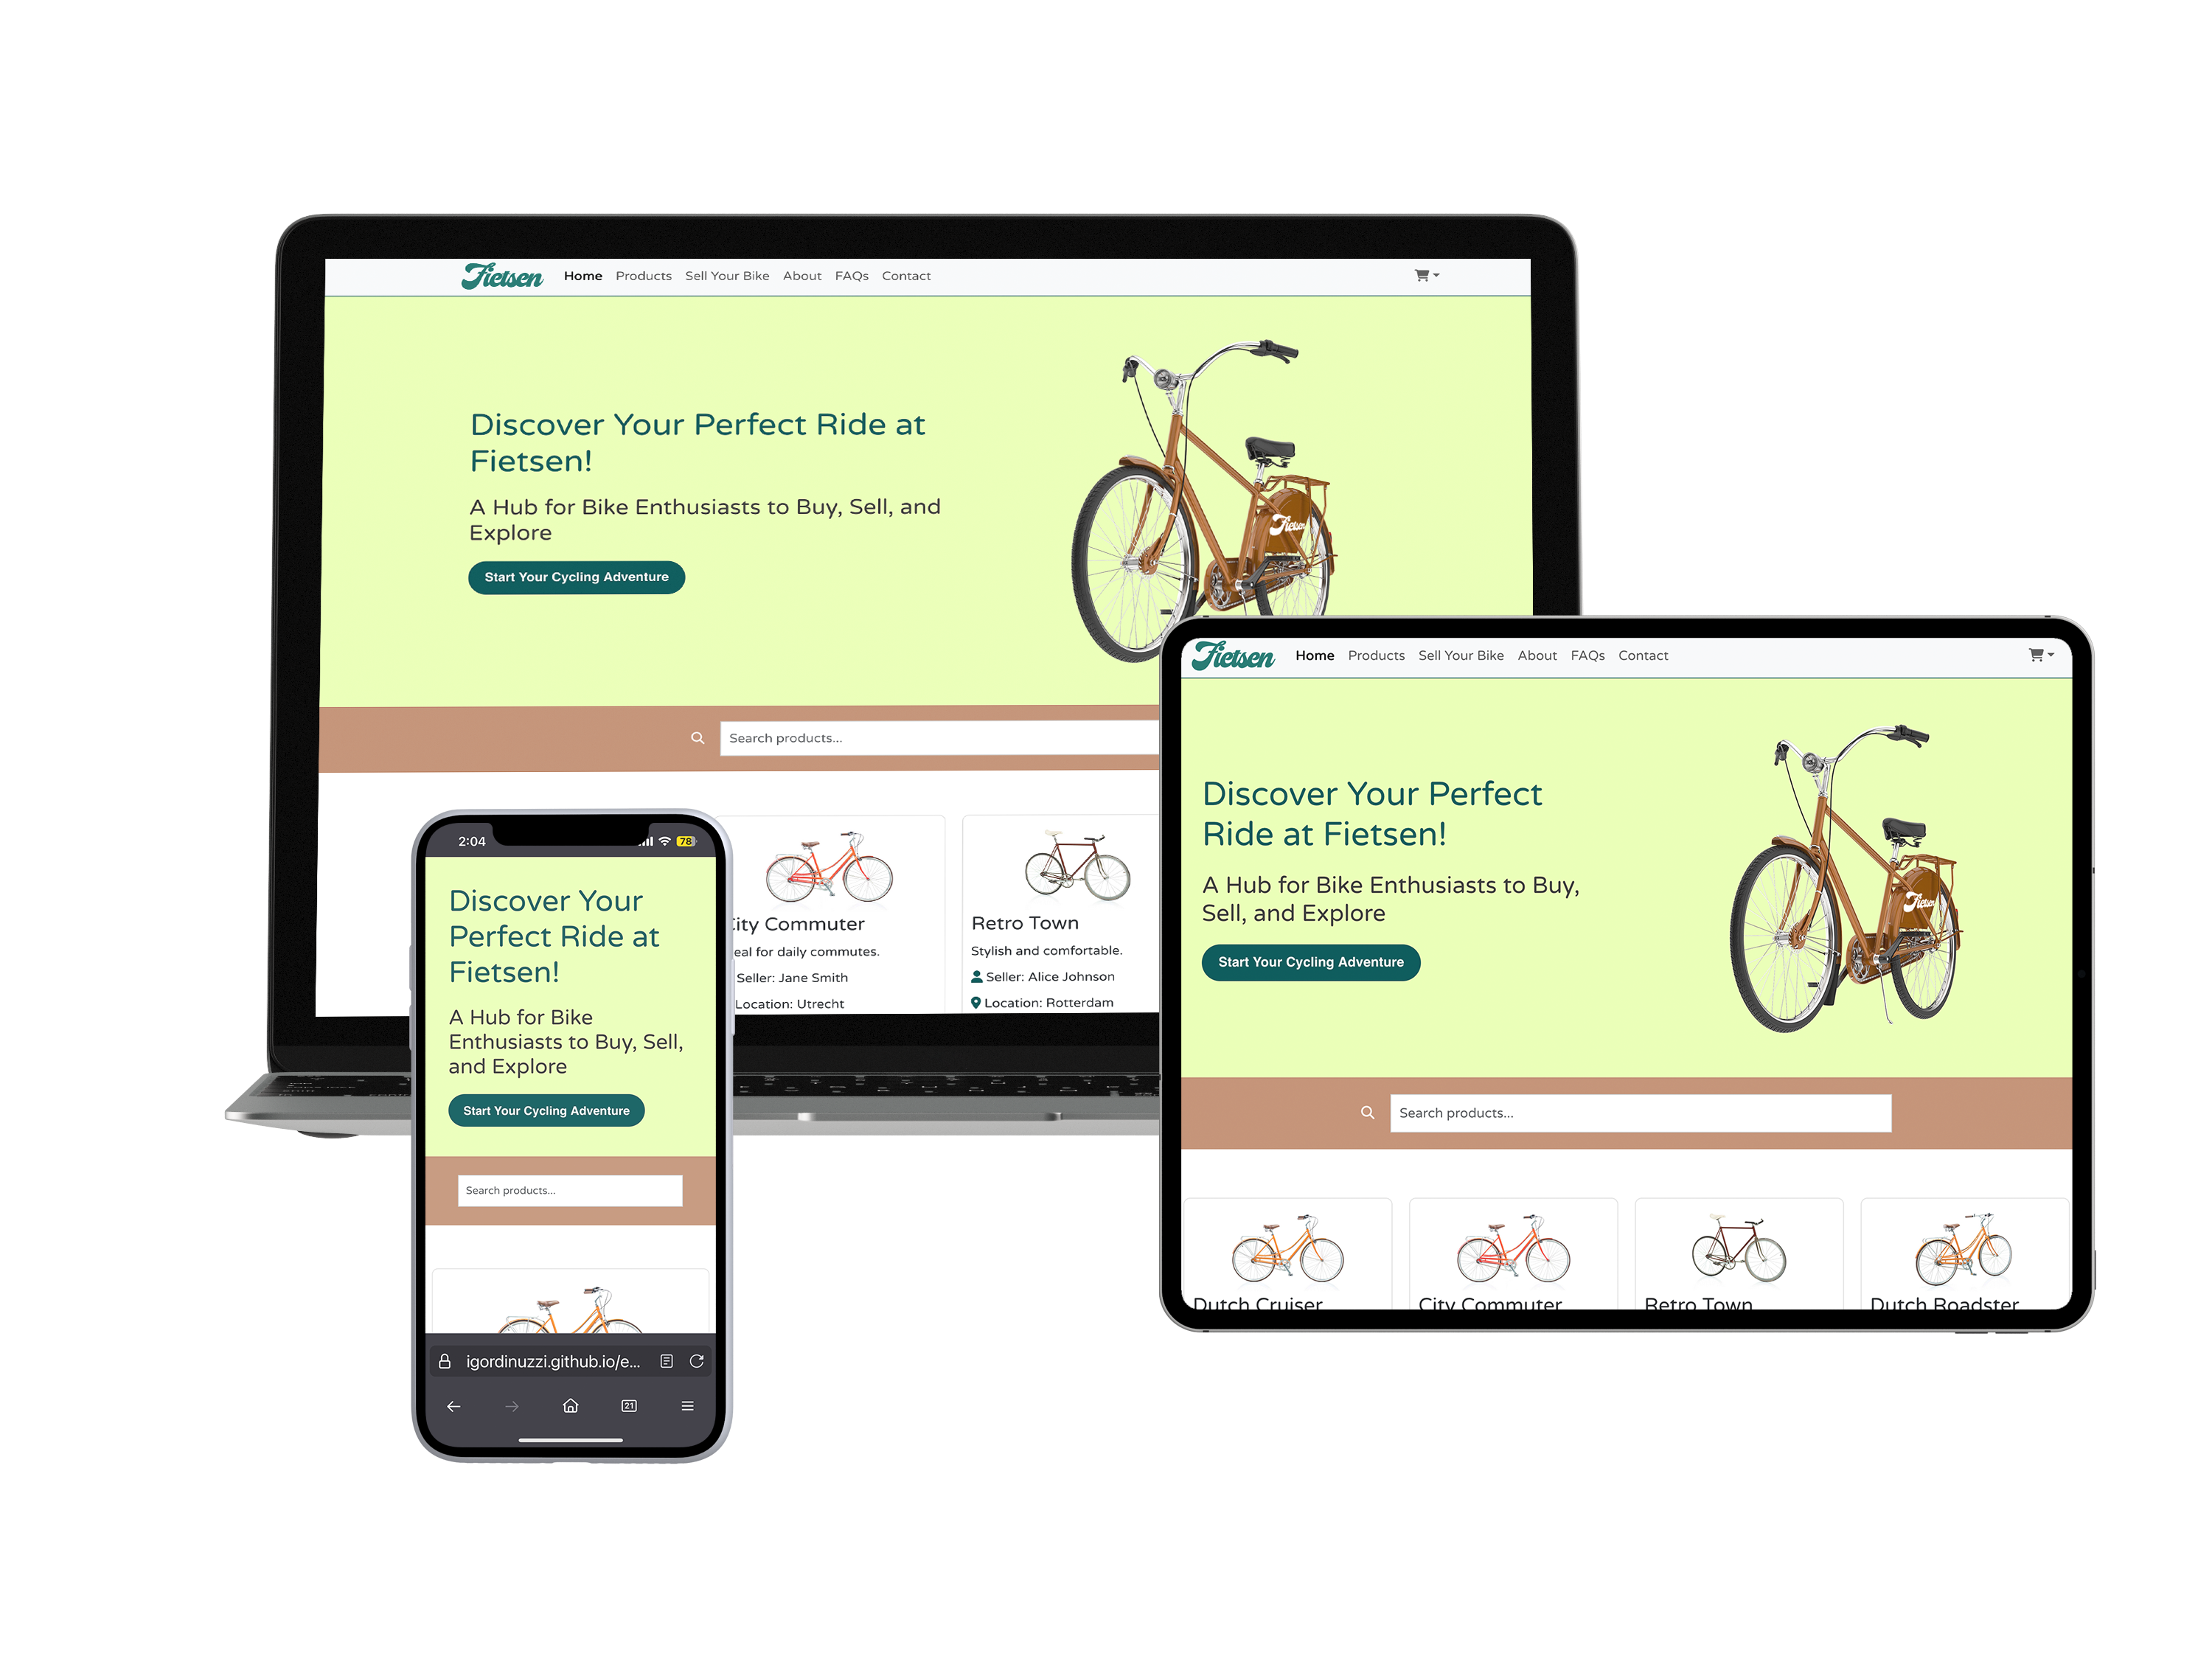 Fietsen Home Products Sell Your Bike About FAQs Contact
Discover Your Perfect Ride at
Fietsen!
A Hub for Bike Enthusiasts to Buy, Sell, and
Explore
Start Your Cycling Adventure
Fietsen
Search products...
City Commuter
eal for daily commutes.
Seller: Jane Smith
Location: Utrecht
Retro Town
Stylish and comfortable.
Seller: Alice Johnson
Location: Rotterdam
2:04 78
Discover Your
Perfect Ride at
Fietsen!
A Hub for Bike
Enthusiasts to Buy, Sell,
and Explore
Start Your Cycling Adventure
Search products...
igordinuzzi.github.io/e...
21
Fietsen Home Products Sell Your Bike About FAQs Contact
Discover Your Perfect
Ride at Fietsen!
A Hub for Bike Enthusiasts to Buy,
Sell, and Explore
Start Your Cycling Adventure
Fietsen
Search products...
Dutch Cruiser City Commuter Retro Town Dutch Roadster